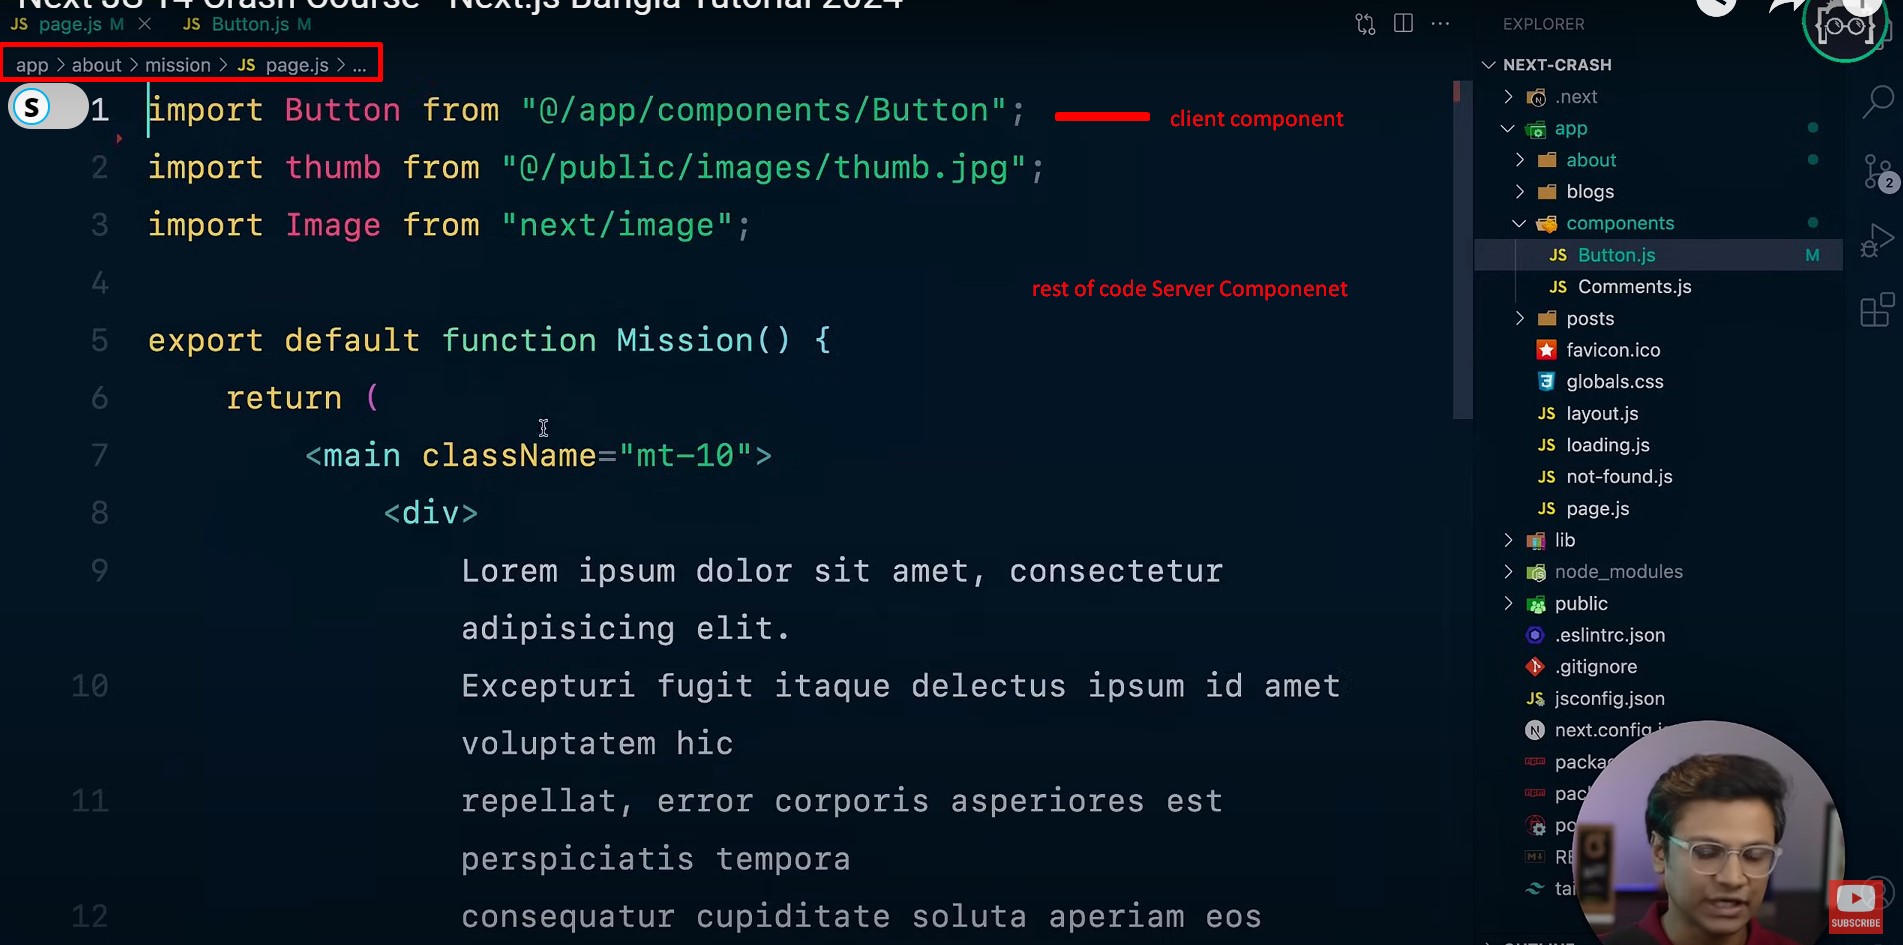 Next JS 14 Crash Course - Next.js Bangla Tutorial 2024
JS page.js M
JS Button.js M
app > about > mission > JS page.js > ...
S
1 import Button from "@/app/components/Button";
client component
2 import thumb from "@/public/images/thumb.jpg";
3 import Image from "next/image";
4
rest of code Server Componenet
5 export default function Mission() {
6 return (
7 <main className="mt-10">
8 <div>
9 Lorem ipsum dolor sit amet, consectetur
adipisicing elit.
10 Excepturi fugit itaque delectus ipsum id amet
voluptatem hic
11 repellat, error corporis asperiores est
perspiciatis tempora
12 consequatur cupiditate soluta aperiam eos
EXPLORER
NEXT-CRASH
.next
app
about
blogs
components
JS Button.js M
JS Comments.js
posts
favicon.ico
globals.css
JS layout.js
JS loading.js
JS not-found.js
JS page.js
lib
node_modules
public
.eslintrc.json
.gitignore
JS jsconfig.json
N next.config.j
packa
pac
po
RE
tai
2
SUBSCRIBE